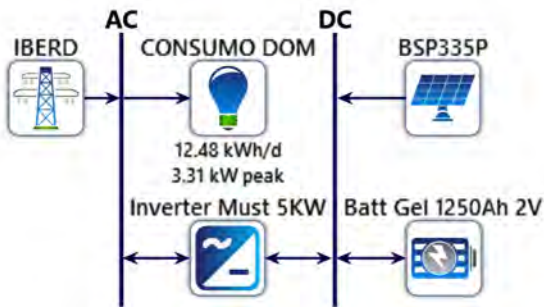 AC DC
IBERD CONSUMO DOM BSP335P
12.48 kWh/d
3.31 kW peak
Inverter Must 5KW Batt Gel 1250Ah 2V